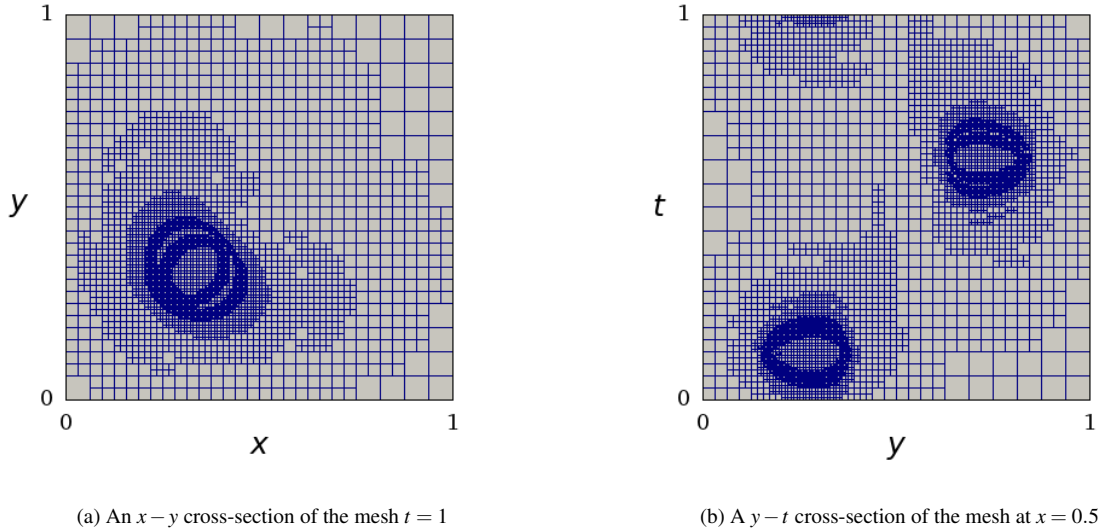 1
y
0
0
x
1
1
t
0
0
y
1
(a) An x − y cross-section of the mesh t = 1
(b) A y − t cross-section of the mesh at x = 0.5